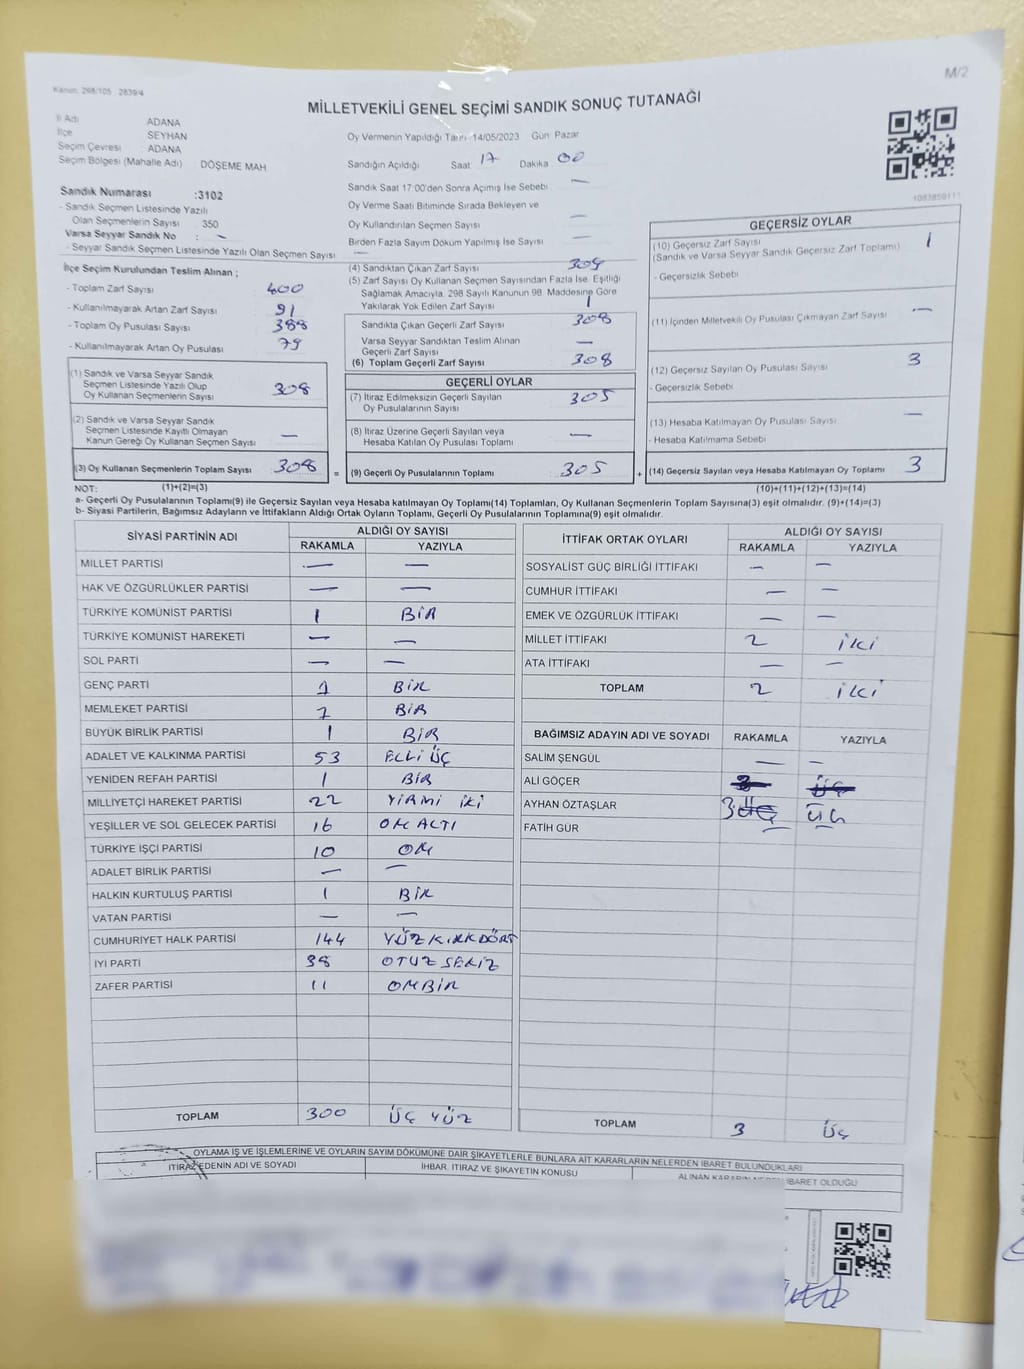 M/2
Kanun: 298/105 2839/4
MİLLETVEKİLİ GENEL SEÇİMİ SANDIK SONUÇ TUTANAĞI
İl Adı ADANA
İlçe SEYHAN
Seçim Çevresi : ADANA
Seçim Bölgesi (Mahalle Adı) : DÖŞEME MAH
Sandık Numarası :3102
- Sandık Seçmen Listesinde Yazılı
Olan Seçmenlerin Sayısı : 350
Varsa Seyyar Sandık No : -
- Seyyar Sandık Seçmen Listesinde Yazılı Olan Seçmen Sayısı : —
Oy Vermenin Yapıldığı Tarih 14/05/2023 Gün Pazar
Sandığın Açıldığı Saat 17 Dakika 00
Sandık Saat 17:00'den Sonra Açımış İse Sebebi —
Oy Verme Saati Bitiminde Sırada Bekleyen ve
Oy Kullandırılan Seçmen Sayısı —
Birden Fazla Sayım Döküm Yapılmış İse Sayısı —
1083859111
İlçe Seçim Kurulundan Teslim Alınan ;
- Toplam Zarf Sayısı 400
- Kullanılmayarak Artan Zarf Sayısı 91
- Toplam Oy Pusulası Sayısı 388
- Kullanılmayarak Artan Oy Pusulası 79
(1) Sandık ve Varsa Seyyar Sandık
Seçmen Listesinde Yazılı Olup
Oy Kullanan Seçmenlerin Sayısı 308
(2) Sandık ve Varsa Seyyar Sandık
Seçmen Listesinde Kayıtlı Olmayan
Kanun Gereği Oy Kullanan Seçmen Sayısı —
(3) Oy Kullanan Seçmenlerin Toplam Sayısı 308
(1)+(2)=(3)
(4) Sandıktan Çıkan Zarf Sayısı 309
(5) Zarf Sayısı Oy Kullanan Seçmen Sayısından Fazla İse, Eşitliği
Sağlamak Amacıyla, 298 Sayılı Kanunun 98. Maddesine Göre
Yakılarak Yok Edilen Zarf Sayısı 1
Sandıkta Çıkan Geçerli Zarf Sayısı 308
Varsa Seyyar Sandıktan Teslim Alınan
Geçerli Zarf Sayısı —
(6) Toplam Geçerli Zarf Sayısı 308
GEÇERLİ OYLAR
(7) İtiraz Edilmeksizin Geçerli Sayılan
Oy Pusulalarının Sayısı 305
(8) İtiraz Üzerine Geçerli Sayılan veya
Hesaba Katılan Oy Pusulası Toplamı —
= (9) Geçerli Oy Pusulalarının Toplamı 305
GEÇERSİZ OYLAR
(10) Geçersiz Zarf Sayısı 1
(Sandık ve Varsa Seyyar Sandık Geçersiz Zarf Toplamı)
- Geçersizlik Sebebi
(11) İçinden Milletvekili Oy Pusulası Çıkmayan Zarf Sayısı —
(12) Geçersiz Sayılan Oy Pusulası Sayısı 3
- Geçersizlik Sebebi
(13) Hesaba Katılmayan Oy Pusulası Sayısı —
- Hesaba Katılmama Sebebi
+ (14) Geçersiz Sayılan veya Hesaba Katılmayan Oy Toplamı 3
(10)+(11)+(12)+(13)=(14)
NOT:
a- Geçerli Oy Pusulalarının Toplamı(9) ile Geçersiz Sayılan veya Hesaba katılmayan Oy Toplamı(14) Toplamları, Oy Kullanan Seçmenlerin Toplam Sayısına(3) eşit olmalıdır. (9)+(14)=(3)
b- Siyasi Partilerin, Bağımsız Adayların ve İttifakların Aldığı Ortak Oyların Toplamı, Geçerli Oy Pusulalarının Toplamına(9) eşit olmalıdır.
SİYASİ PARTİNİN ADI ALDIĞI OY SAYISI
RAKAMLA YAZIYLA
MİLLET PARTİSİ — —
HAK VE ÖZGÜRLÜKLER PARTİSİ — —
TÜRKİYE KOMÜNİST PARTİSİ 1 BİR
TÜRKİYE KOMÜNİST HAREKETİ — —
SOL PARTİ — —
GENÇ PARTİ 1 BİR
MEMLEKET PARTİSİ 1 BİR
BÜYÜK BİRLİK PARTİSİ 1 BİR
ADALET VE KALKINMA PARTİSİ 53 ELLİ ÜÇ
YENİDEN REFAH PARTİSİ 1 BİR
MİLLİYETÇİ HAREKET PARTİSİ 22 YİRMİ İKİ
YEŞİLLER VE SOL GELECEK PARTİSİ 16 ON ALTI
TÜRKİYE İŞÇİ PARTİSİ 10 ON
ADALET BİRLİK PARTİSİ — —
HALKIN KURTULUŞ PARTİSİ 1 BİR
VATAN PARTİSİ — —
CUMHURİYET HALK PARTİSİ 144 YÜZ KIRK DÖRT
İYİ PARTİ 38 OTUZ SEKİZ
ZAFER PARTİSİ 11 ONBİR
TOPLAM 300 ÜÇ YÜZ
İTTİFAK ORTAK OYLARI ALDIĞI OY SAYISI
RAKAMLA YAZIYLA
SOSYALİST GÜÇ BİRLİĞİ İTTİFAKI — —
CUMHUR İTTİFAKI — —
EMEK VE ÖZGÜRLÜK İTTİFAKI — —
MİLLET İTTİFAKI 2 İKİ
ATA İTTİFAKI — —
TOPLAM 2 İKİ
BAĞIMSIZ ADAYIN ADI VE SOYADI RAKAMLA YAZIYLA
SALİM ŞENGÜL — —
ALİ GÖÇER 3 ÜÇ
AYHAN ÖZTAŞLAR 3 ÜÇ ÜÇ
FATİH GÜR — —
TOPLAM 3 ÜÇ
OYLAMA İŞ VE İŞLEMLERİNE VE OYLARIN SAYIM DÖKÜMÜNE DAİR ŞİKAYETLERLE BUNLARA AİT KARARLARIN NELERDEN İBARET BULUNDUKLARI
İTİRAZ EDENİN ADI VE SOYADI İHBAR, İTİRAZ VE ŞİKAYETİN KONUSU ALINAN KARARIN NEDEN İBARET OLDUĞU